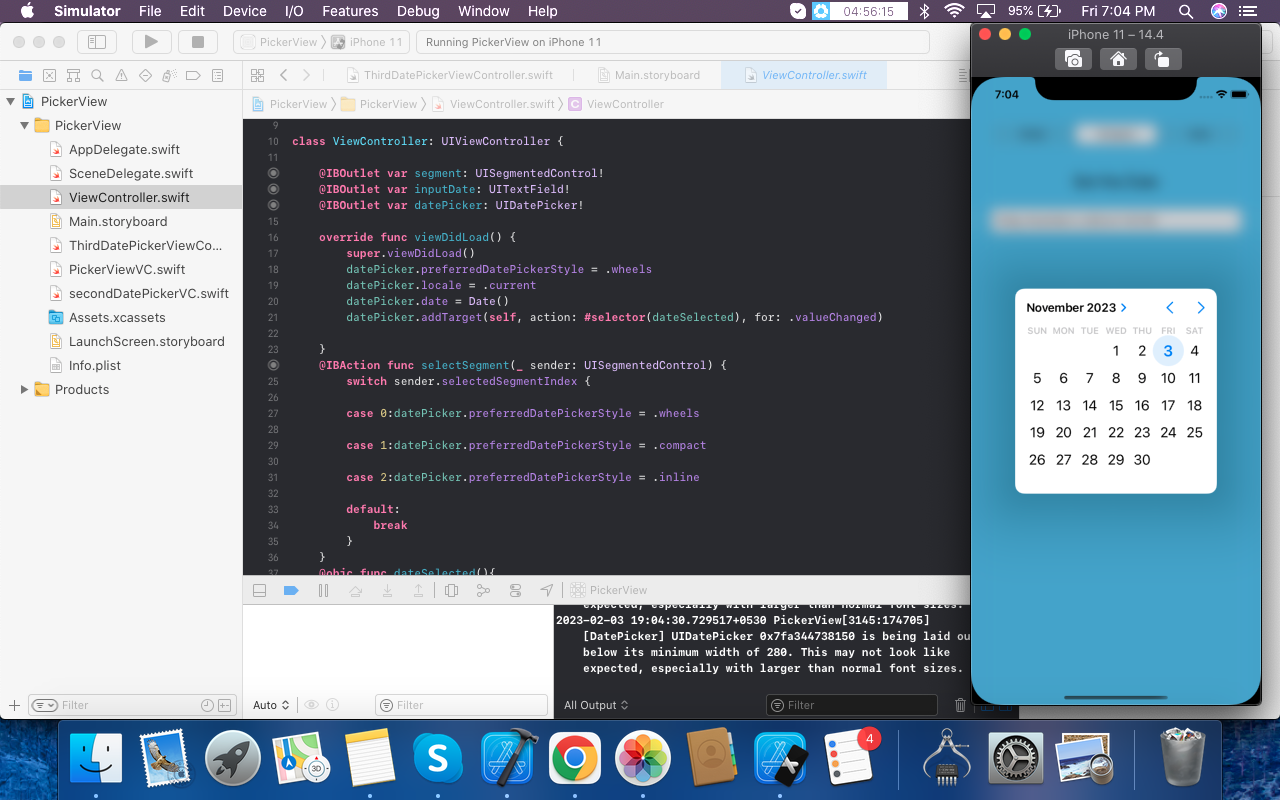 Simulator File Edit Device I/O Features Debug Window Help 04:56:15 95% Fri 7:04 PM
PickerView iPhone 11 Running PickerView on iPhone 11
ThirdDatePickerViewController.swift Main.storyboard ViewController.swift
PickerView PickerView ViewController.swift C ViewController
PickerView
PickerView
AppDelegate.swift
SceneDelegate.swift
ViewController.swift
Main.storyboard
ThirdDatePickerViewCo...
PickerViewVC.swift
secondDatePickerVC.swift
Assets.xcassets
LaunchScreen.storyboard
Info.plist
Products
Filter
9
10 class ViewController: UIViewController {
11
@IBOutlet var segment: UISegmentedControl!
@IBOutlet var inputDate: UITextField!
@IBOutlet var datePicker: UIDatePicker!
15
16 override func viewDidLoad() {
17 super.viewDidLoad()
18 datePicker.preferredDatePickerStyle = .wheels
19 datePicker.locale = .current
20 datePicker.date = Date()
21 datePicker.addTarget(self, action: #selector(dateSelected), for: .valueChanged)
22
23 }
@IBAction func selectSegment(_ sender: UISegmentedControl) {
25 switch sender.selectedSegmentIndex {
26
27 case 0:datePicker.preferredDatePickerStyle = .wheels
28
29 case 1:datePicker.preferredDatePickerStyle = .compact
30
31 case 2:datePicker.preferredDatePickerStyle = .inline
32
33 default:
34 break
35 }
36 }
37 @objc func dateSelected(){
PickerView
expected, especially with larger than normal font sizes.
2023-02-03 19:04:30.729517+0530 PickerView[3145:174705]
[DatePicker] UIDatePicker 0x7fa344738150 is being laid ou
below its minimum width of 280. This may not look like
expected, especially with larger than normal font sizes.
Auto Filter
All Output Filter
iPhone 11 – 14.4
7:04
November 2023
SUN MON TUE WED THU FRI SAT
1 2 3 4
5 6 7 8 9 10 11
12 13 14 15 16 17 18
19 20 21 22 23 24 25
26 27 28 29 30
S 3D 4